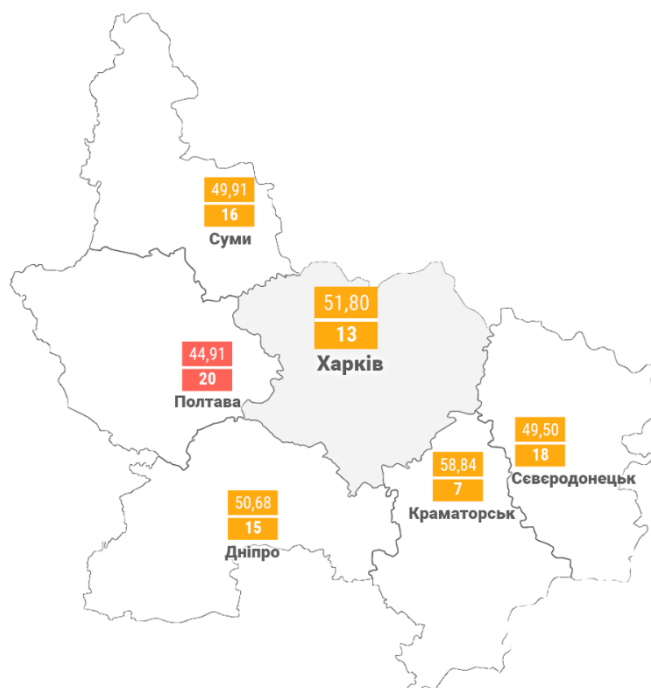 49,91
16
Суми
51,80
13
Харків
44,91
20
Полтава
49,50
18
Сєвєродонецьк
58,84
7
Краматорськ
50,68
15
Дніпро